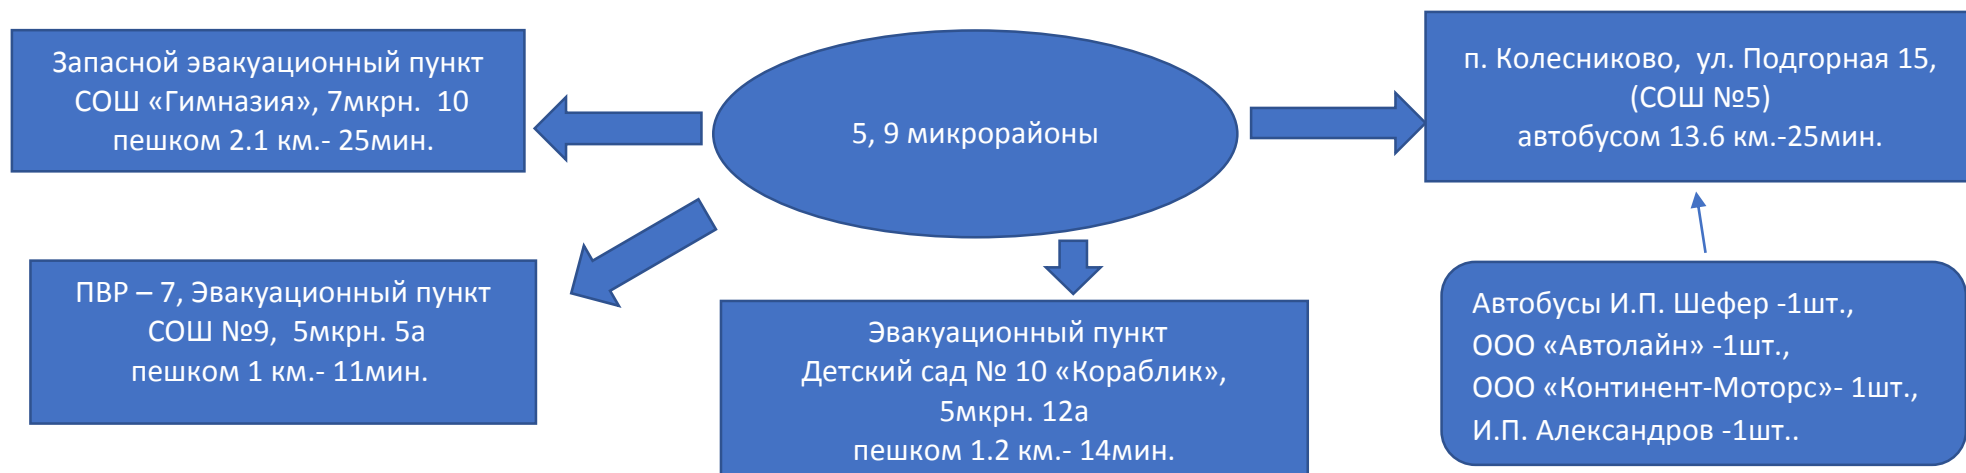 Запасной эвакуационный пункт
СОШ «Гимназия», 7мкрн. 10
пешком 2.1 км.- 25мин.
5, 9 микрорайоны
п. Колесниково, ул. Подгорная 15,
(СОШ №5)
автобусом 13.6 км.-25мин.
ПВР – 7, Эвакуационный пункт
СОШ №9, 5мкрн. 5а
пешком 1 км.- 11мин.
Эвакуационный пункт
Детский сад № 10 «Кораблик»,
5мкрн. 12а
пешком 1.2 км.- 14мин.
Автобусы И.П. Шефер -1шт.,
ООО «Автолайн» -1шт.,
ООО «Континент-Моторс»- 1шт.,
И.П. Александров -1шт..